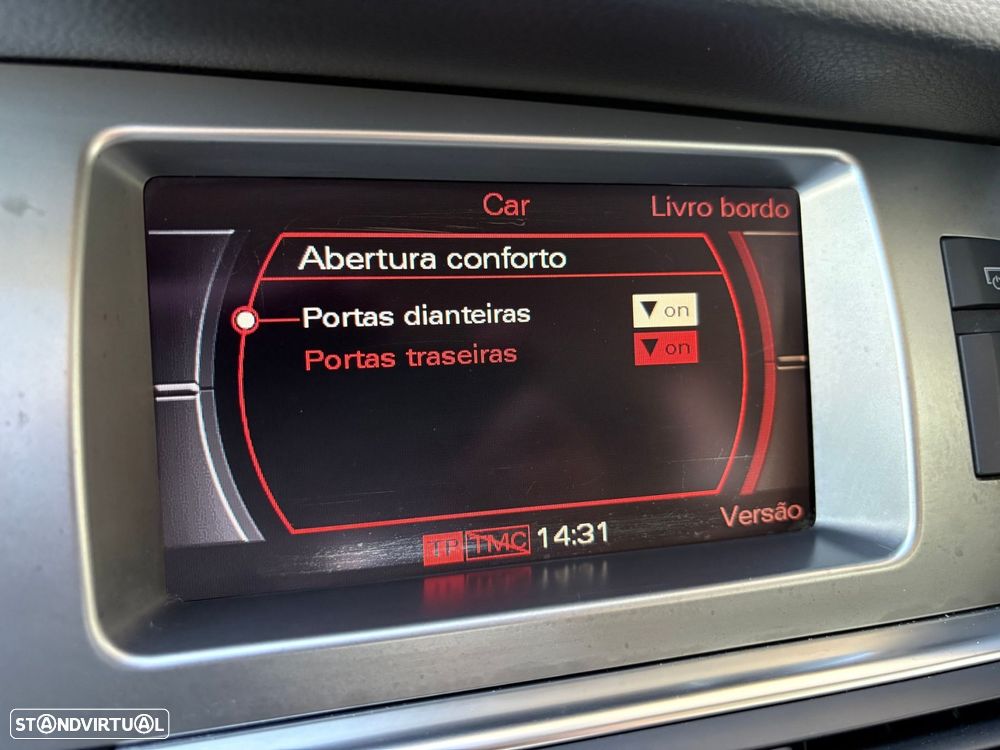 Car
Livro bordo
Abertura conforto
Portas dianteiras ▼ on
Portas traseiras ▼ on
Versão
TP TMC 14:31
STANDVIRTUAL